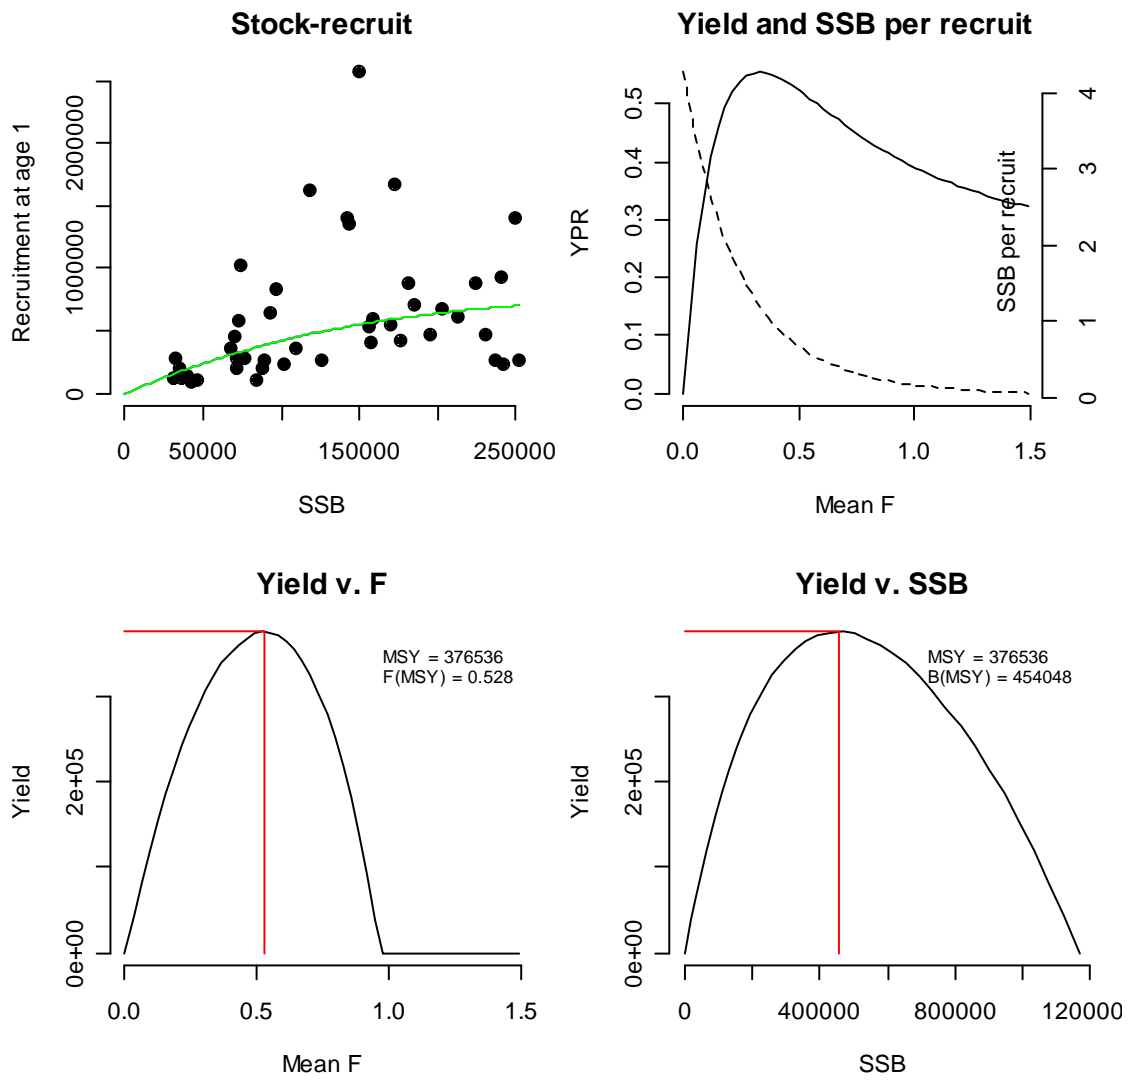 Stock-recruit
Recruitment at age 1
0 1000000 2000000
0 50000 150000 250000
SSB
Yield and SSB per recruit
YPR
0.0 0.1 0.2 0.3 0.4 0.5
SSB per recruit
0 1 2 3 4
0.0 0.5 1.0 1.5
Mean F
Yield v. F
MSY = 376536
F(MSY) = 0.528
Yield
0e+00 2e+05
0.0 0.5 1.0 1.5
Mean F
Yield v. SSB
MSY = 376536
B(MSY) = 454048
Yield
0e+00 2e+05
0 400000 800000 120000
SSB